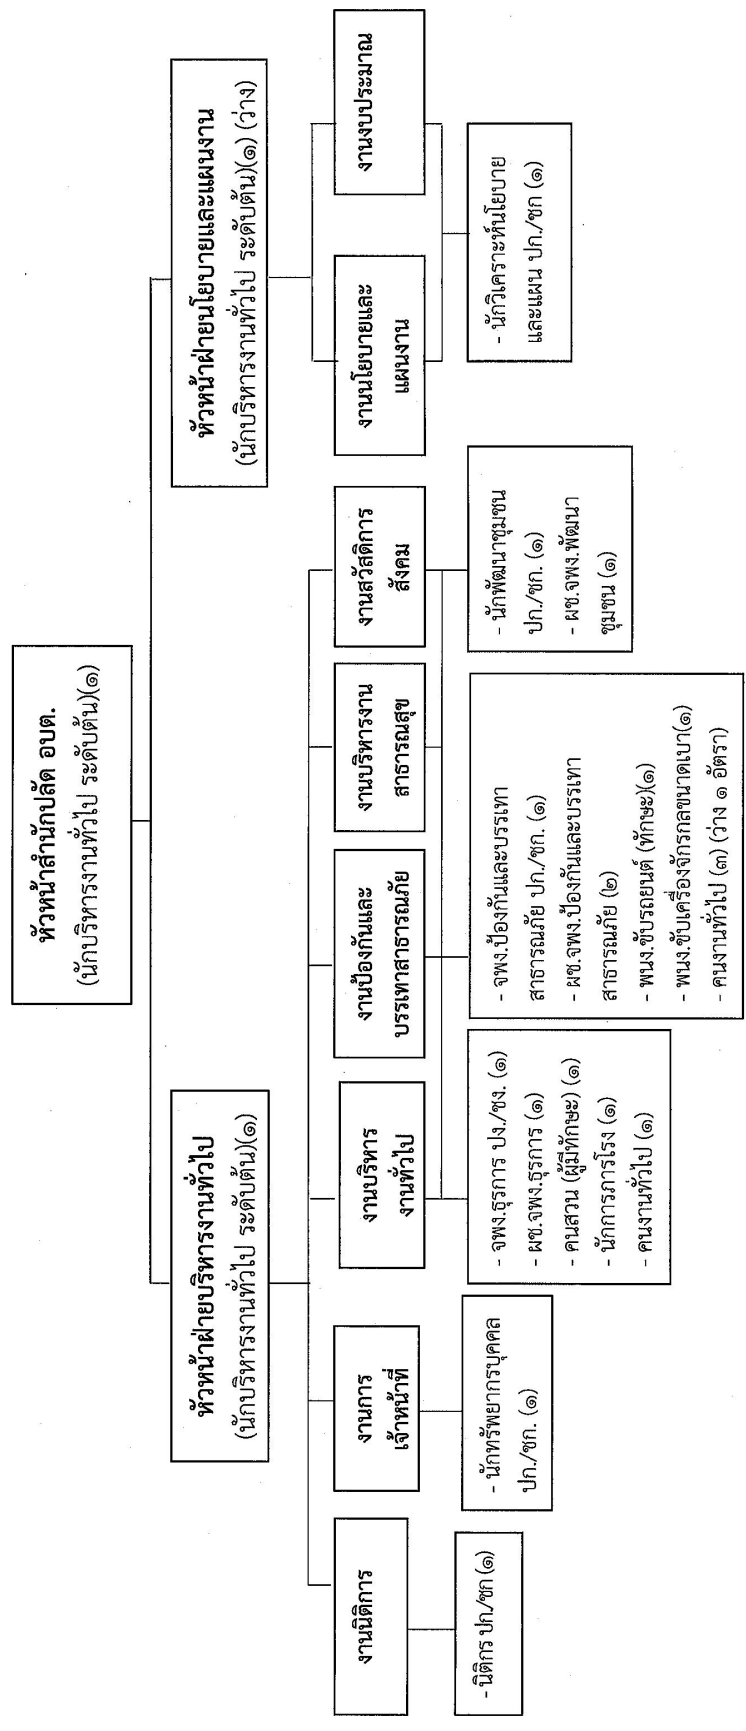 หัวหน้าสำนักปลัด อบต.
(นักบริหารงานทั่วไป ระดับต้น)(๑)
หัวหน้าฝ่ายบริหารงานทั่วไป
(นักบริหารงานทั่วไป ระดับต้น)(๑)
หัวหน้าฝ่ายนโยบายและแผนงาน
(นักบริหารงานทั่วไป ระดับต้น)(๑) (ว่าง)
งานนิติการ
งานการ
เจ้าหน้าที่
งานบริหาร
งานทั่วไป
งานป้องกันและ
บรรเทาสาธารณภัย
งานบริหารงาน
สาธารณสุข
งานสวัสดิการ
สังคม
งานนโยบายและ
แผนงาน
งานงบประมาณ
- นิติกร ปก./ชก (๑)
- นักทรัพยากรบุคคล
ปก./ชก. (๑)
- จพง.ธุรการ ปง./ชง. (๑)
- ผช.จพง.ธุรการ (๑)
- คนสวน (ผู้มีทักษะ) (๑)
- นักการภารโรง (๑)
- คนงานทั่วไป (๑)
- จพง.ป้องกันและบรรเทา
สาธารณภัย ปก./ชก. (๑)
- ผช.จพง.ป้องกันและบรรเทา
สาธารณภัย (๒)
- พนง.ขับรถยนต์ (ทักษะ)(๑)
- พนง.ขับเครื่องจักรกลขนาดเบา(๑)
- คนงานทั่วไป (๓) (ว่าง ๑ อัตรา)
- นักพัฒนาชุมชน
ปก./ชก. (๑)
- ผช.จพง.พัฒนา
ชุมชน (๑)
- นักวิเคราะห์นโยบาย
และแผน ปก./ชก (๑)